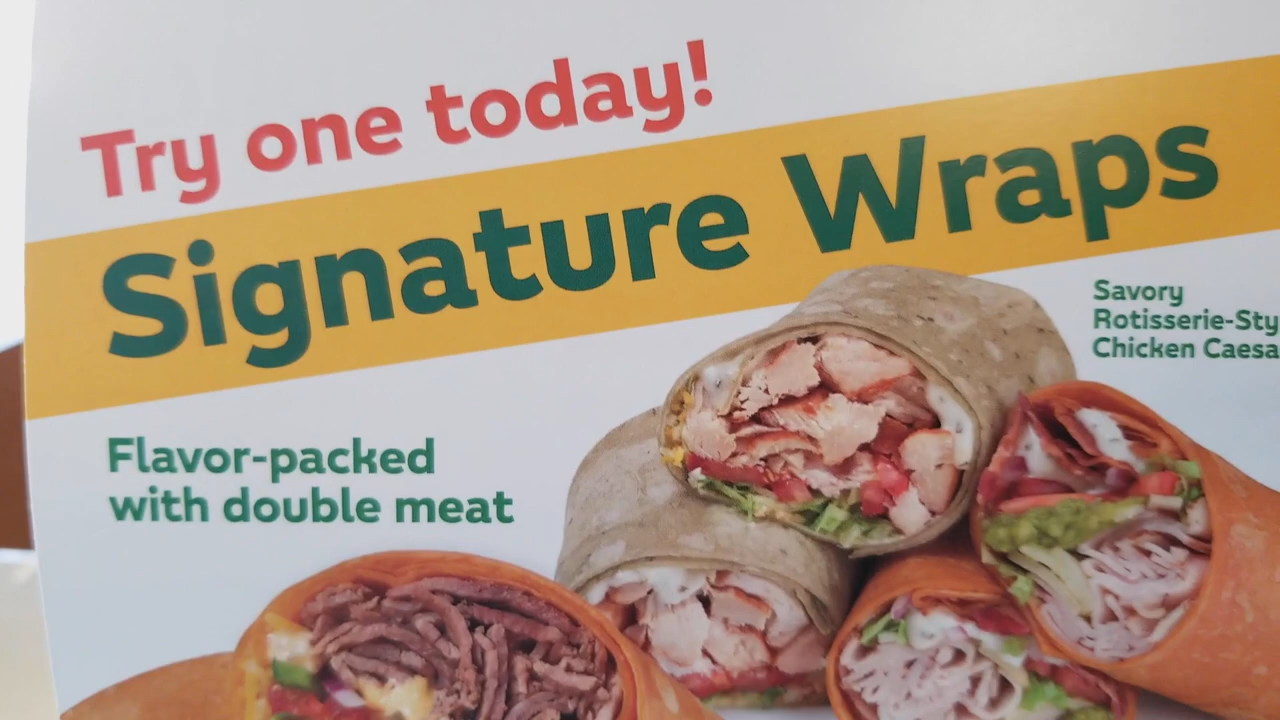 Try one today!
Signature Wraps
Savory
Rotisserie-Sty
Chicken Caesa
Flavor-packed
with double meat